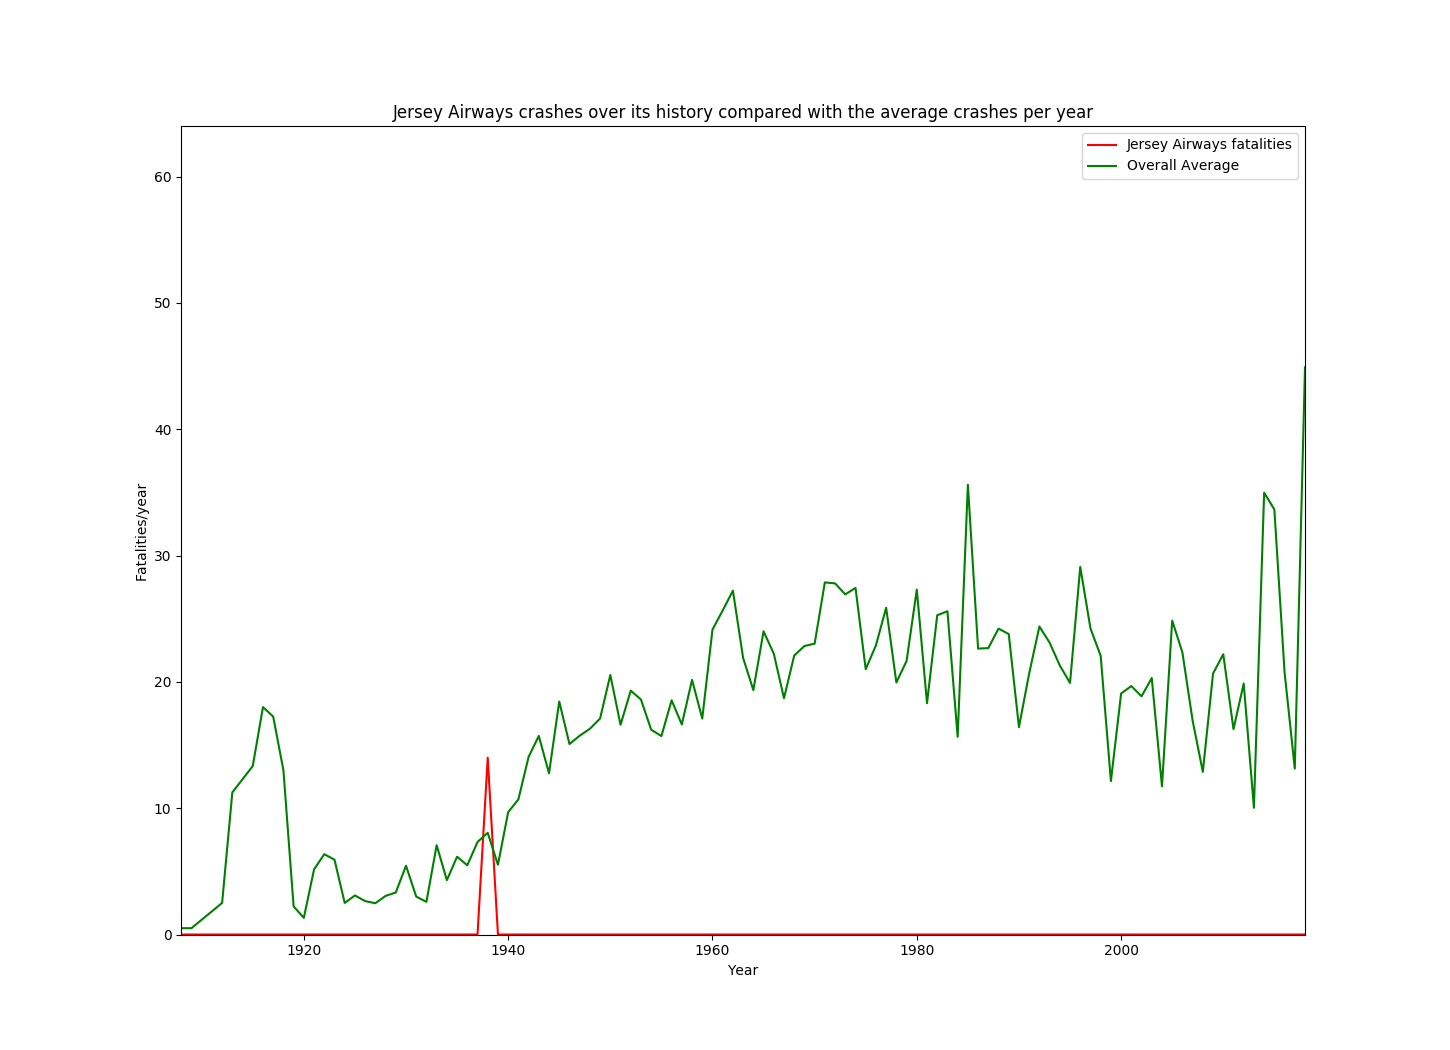 Jersey Airways crashes over its history compared with the average crashes per year
Jersey Airways fatalities
Overall Average
60
50
40
30
20
10
0
Fatalities/year
1920 1940 1960 1980 2000
Year